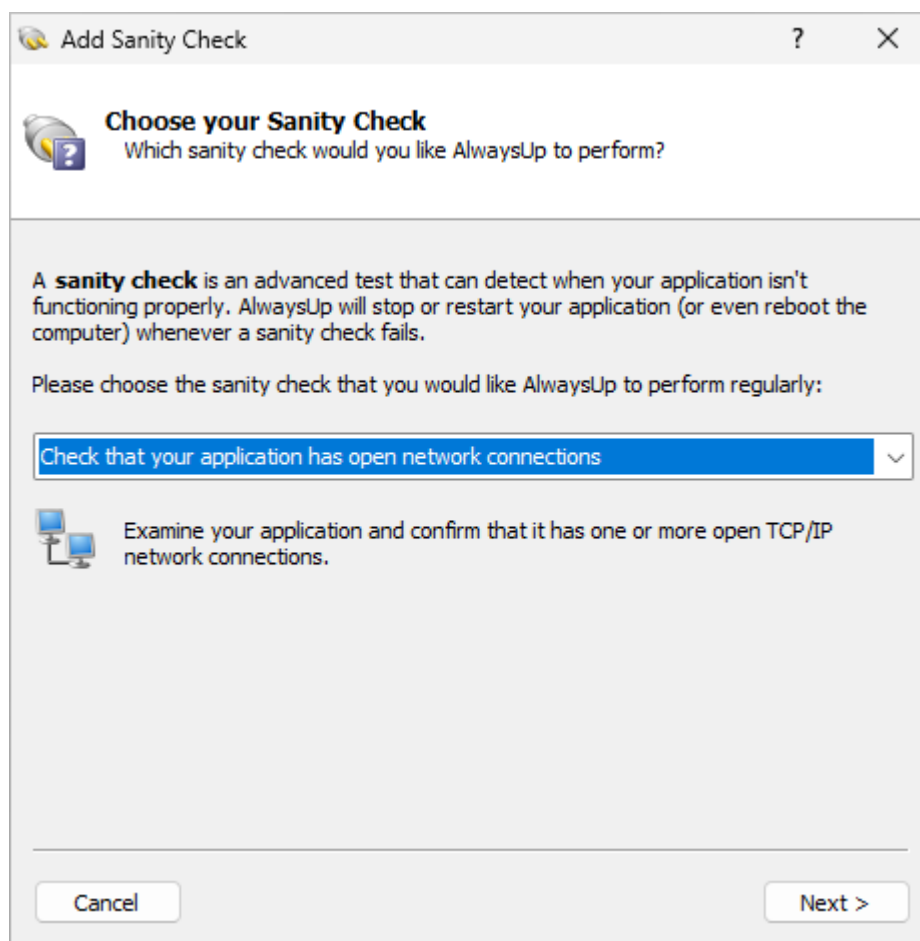 Add Sanity Check
?
Choose your Sanity Check
Which sanity check would you like AlwaysUp to perform?
?
A sanity check is an advanced test that can detect when your application isn't
functioning properly. AlwaysUp will stop or restart your application (or even reboot the
computer) whenever a sanity check fails.
Please choose the sanity check that you would like AlwaysUp to perform regularly:
Check that your application has open network connections
Examine your application and confirm that it has one or more open TCP/IP
network connections.
Cancel
Next >